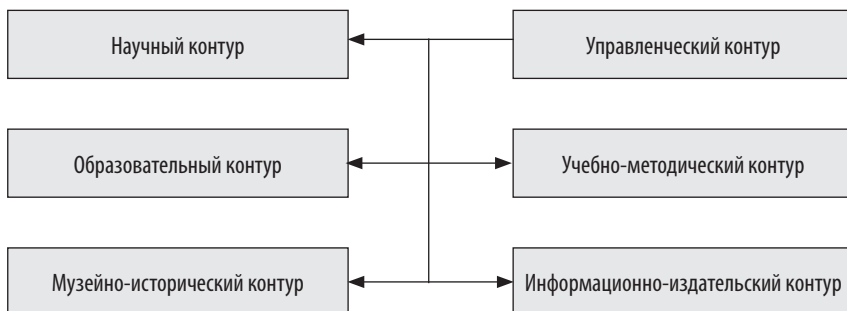 Научный контур
Управленческий контур
Образовательный контур
Учебно-методический контур
Музейно-исторический контур
Информационно-издательский контур